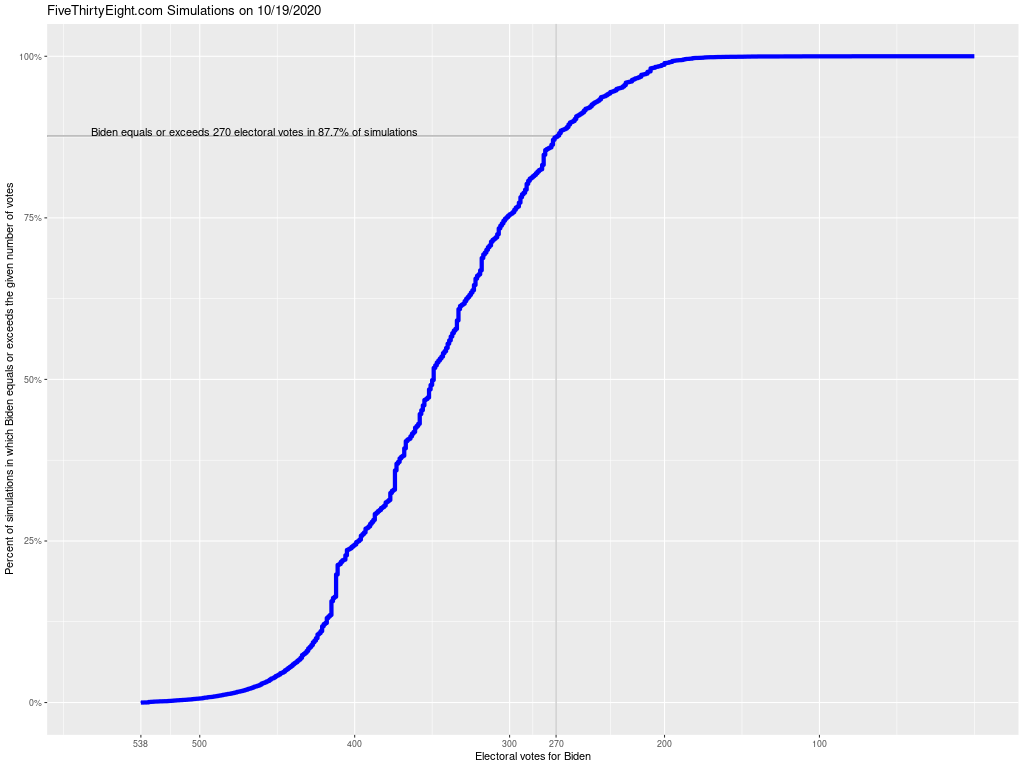 FiveThirtyEight.com Simulations on 10/19/2020
100%
Biden equals or exceeds 270 electoral votes in 87.7% of simulations
75%
50%
25%
0%
Percent of simulations in which Biden equals or exceeds the given number of votes
538 500 400 300 270 200 100
Electoral votes for Biden